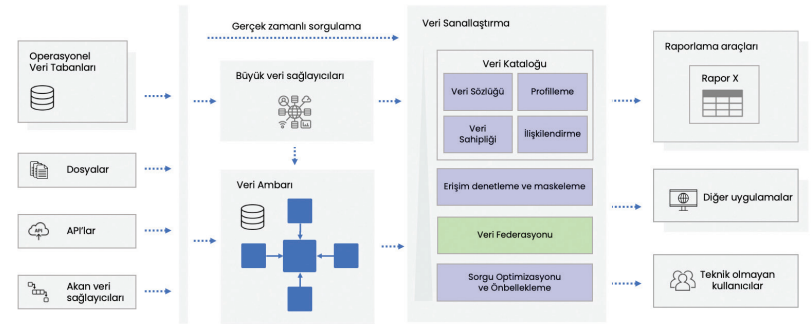 Operasyonel
Veri Tabanları
Dosyalar
API
API'lar
Akan veri
sağlayıcıları
Gerçek zamanlı sorgulama
Büyük veri sağlayıcıları
Veri Ambarı
Veri Sanallaştırma
Veri Kataloğu
Veri Sözlüğü
Profilleme
Veri
Sahipliği
İlişkilendirme
Erişim denetleme ve maskeleme
Veri Federasyonu
Sorgu Optimizasyonu
ve Önbellekleme
Raporlama araçları
Rapor X
Diğer uygulamalar
Teknik olmayan
kullanıcılar